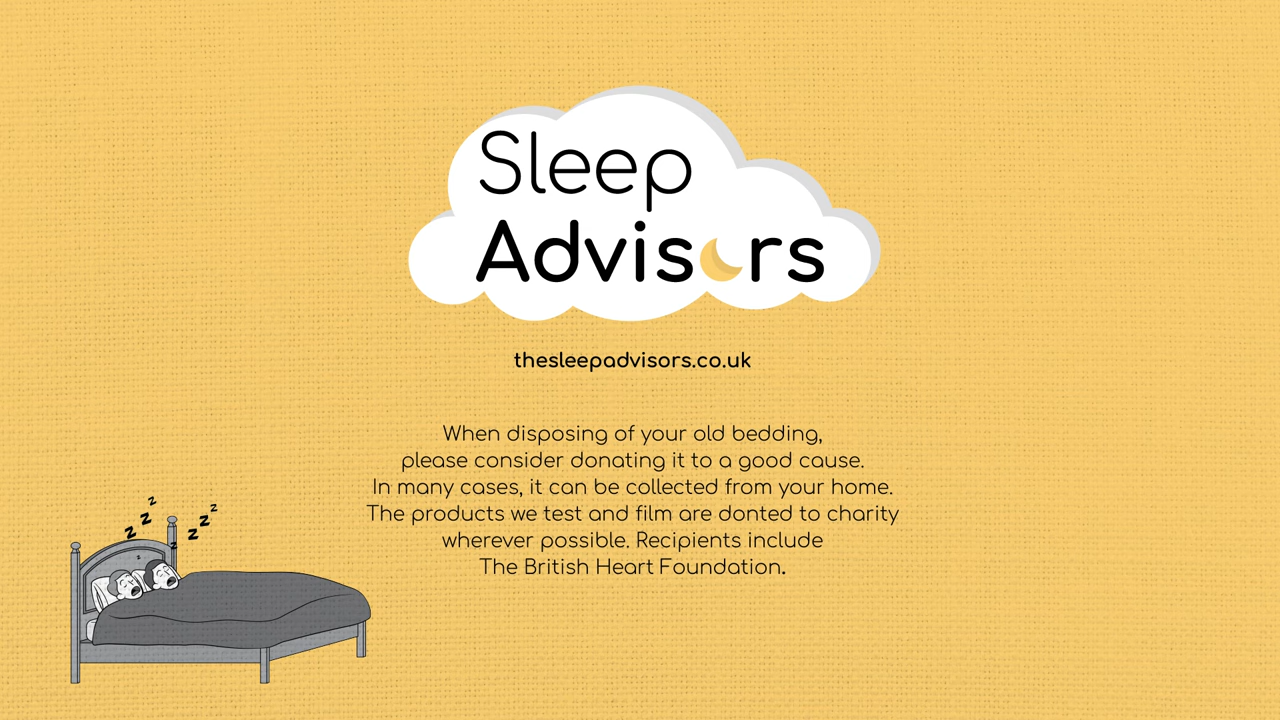 Sleep
Advisors
thesleepadvisors.co.uk
When disposing of your old bedding,
please consider donating it to a good cause.
In many cases, it can be collected from your home.
The products we test and film are donted to charity
wherever possible. Recipients include
The British Heart Foundation.
z z z z z z z z